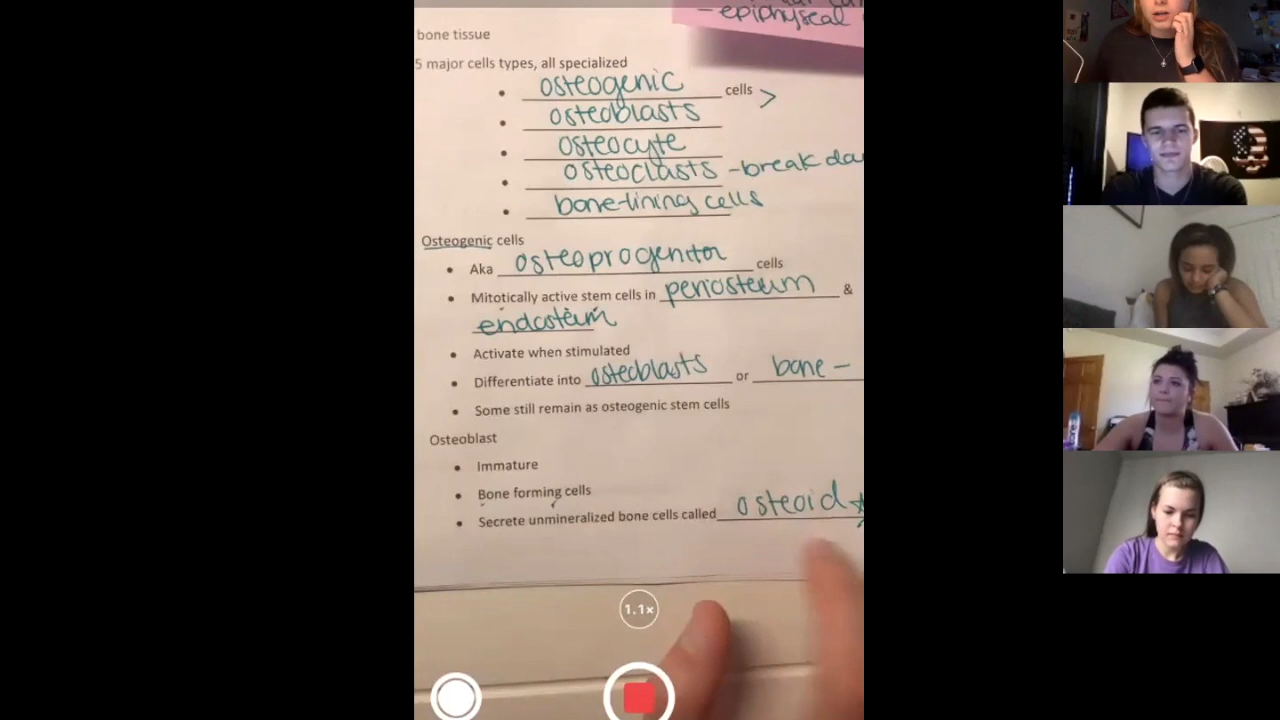 - epiphyseal
bone tissue
5 major cells types, all specialized
• osteogenic cells >
• osteoblasts
• osteocyte
• osteoclasts - break
• bone-lining cells
Osteogenic cells
• Aka osteoprogenitor cells
• Mitotically active stem cells in periosteum &
endosteum
• Activate when stimulated
• Differentiate into osteoblasts or bone -
• Some still remain as osteogenic stem cells
Osteoblast
• Immature
• Bone forming cells
• Secrete unmineralized bone cells called osteoid
1.1×